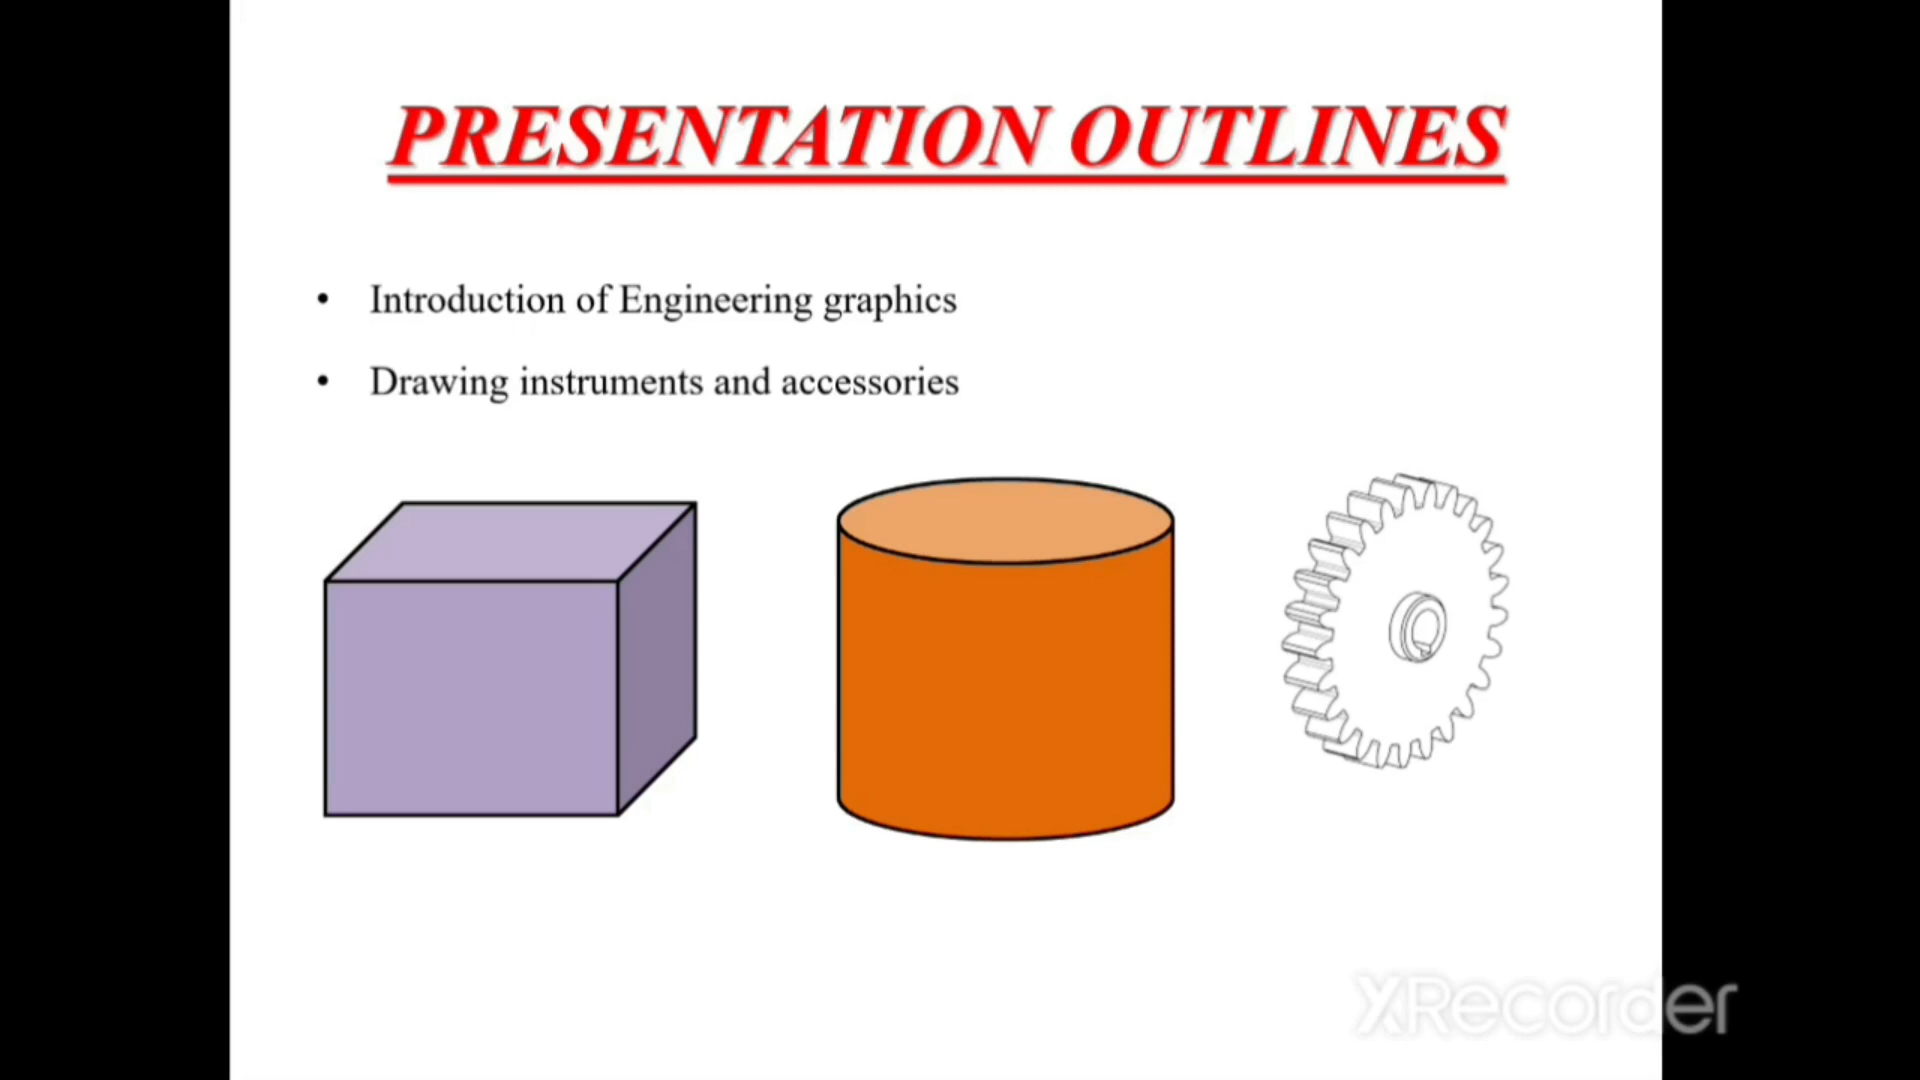 PRESENTATION OUTLINES
• Introduction of Engineering graphics
• Drawing instruments and accessories
XRecorder